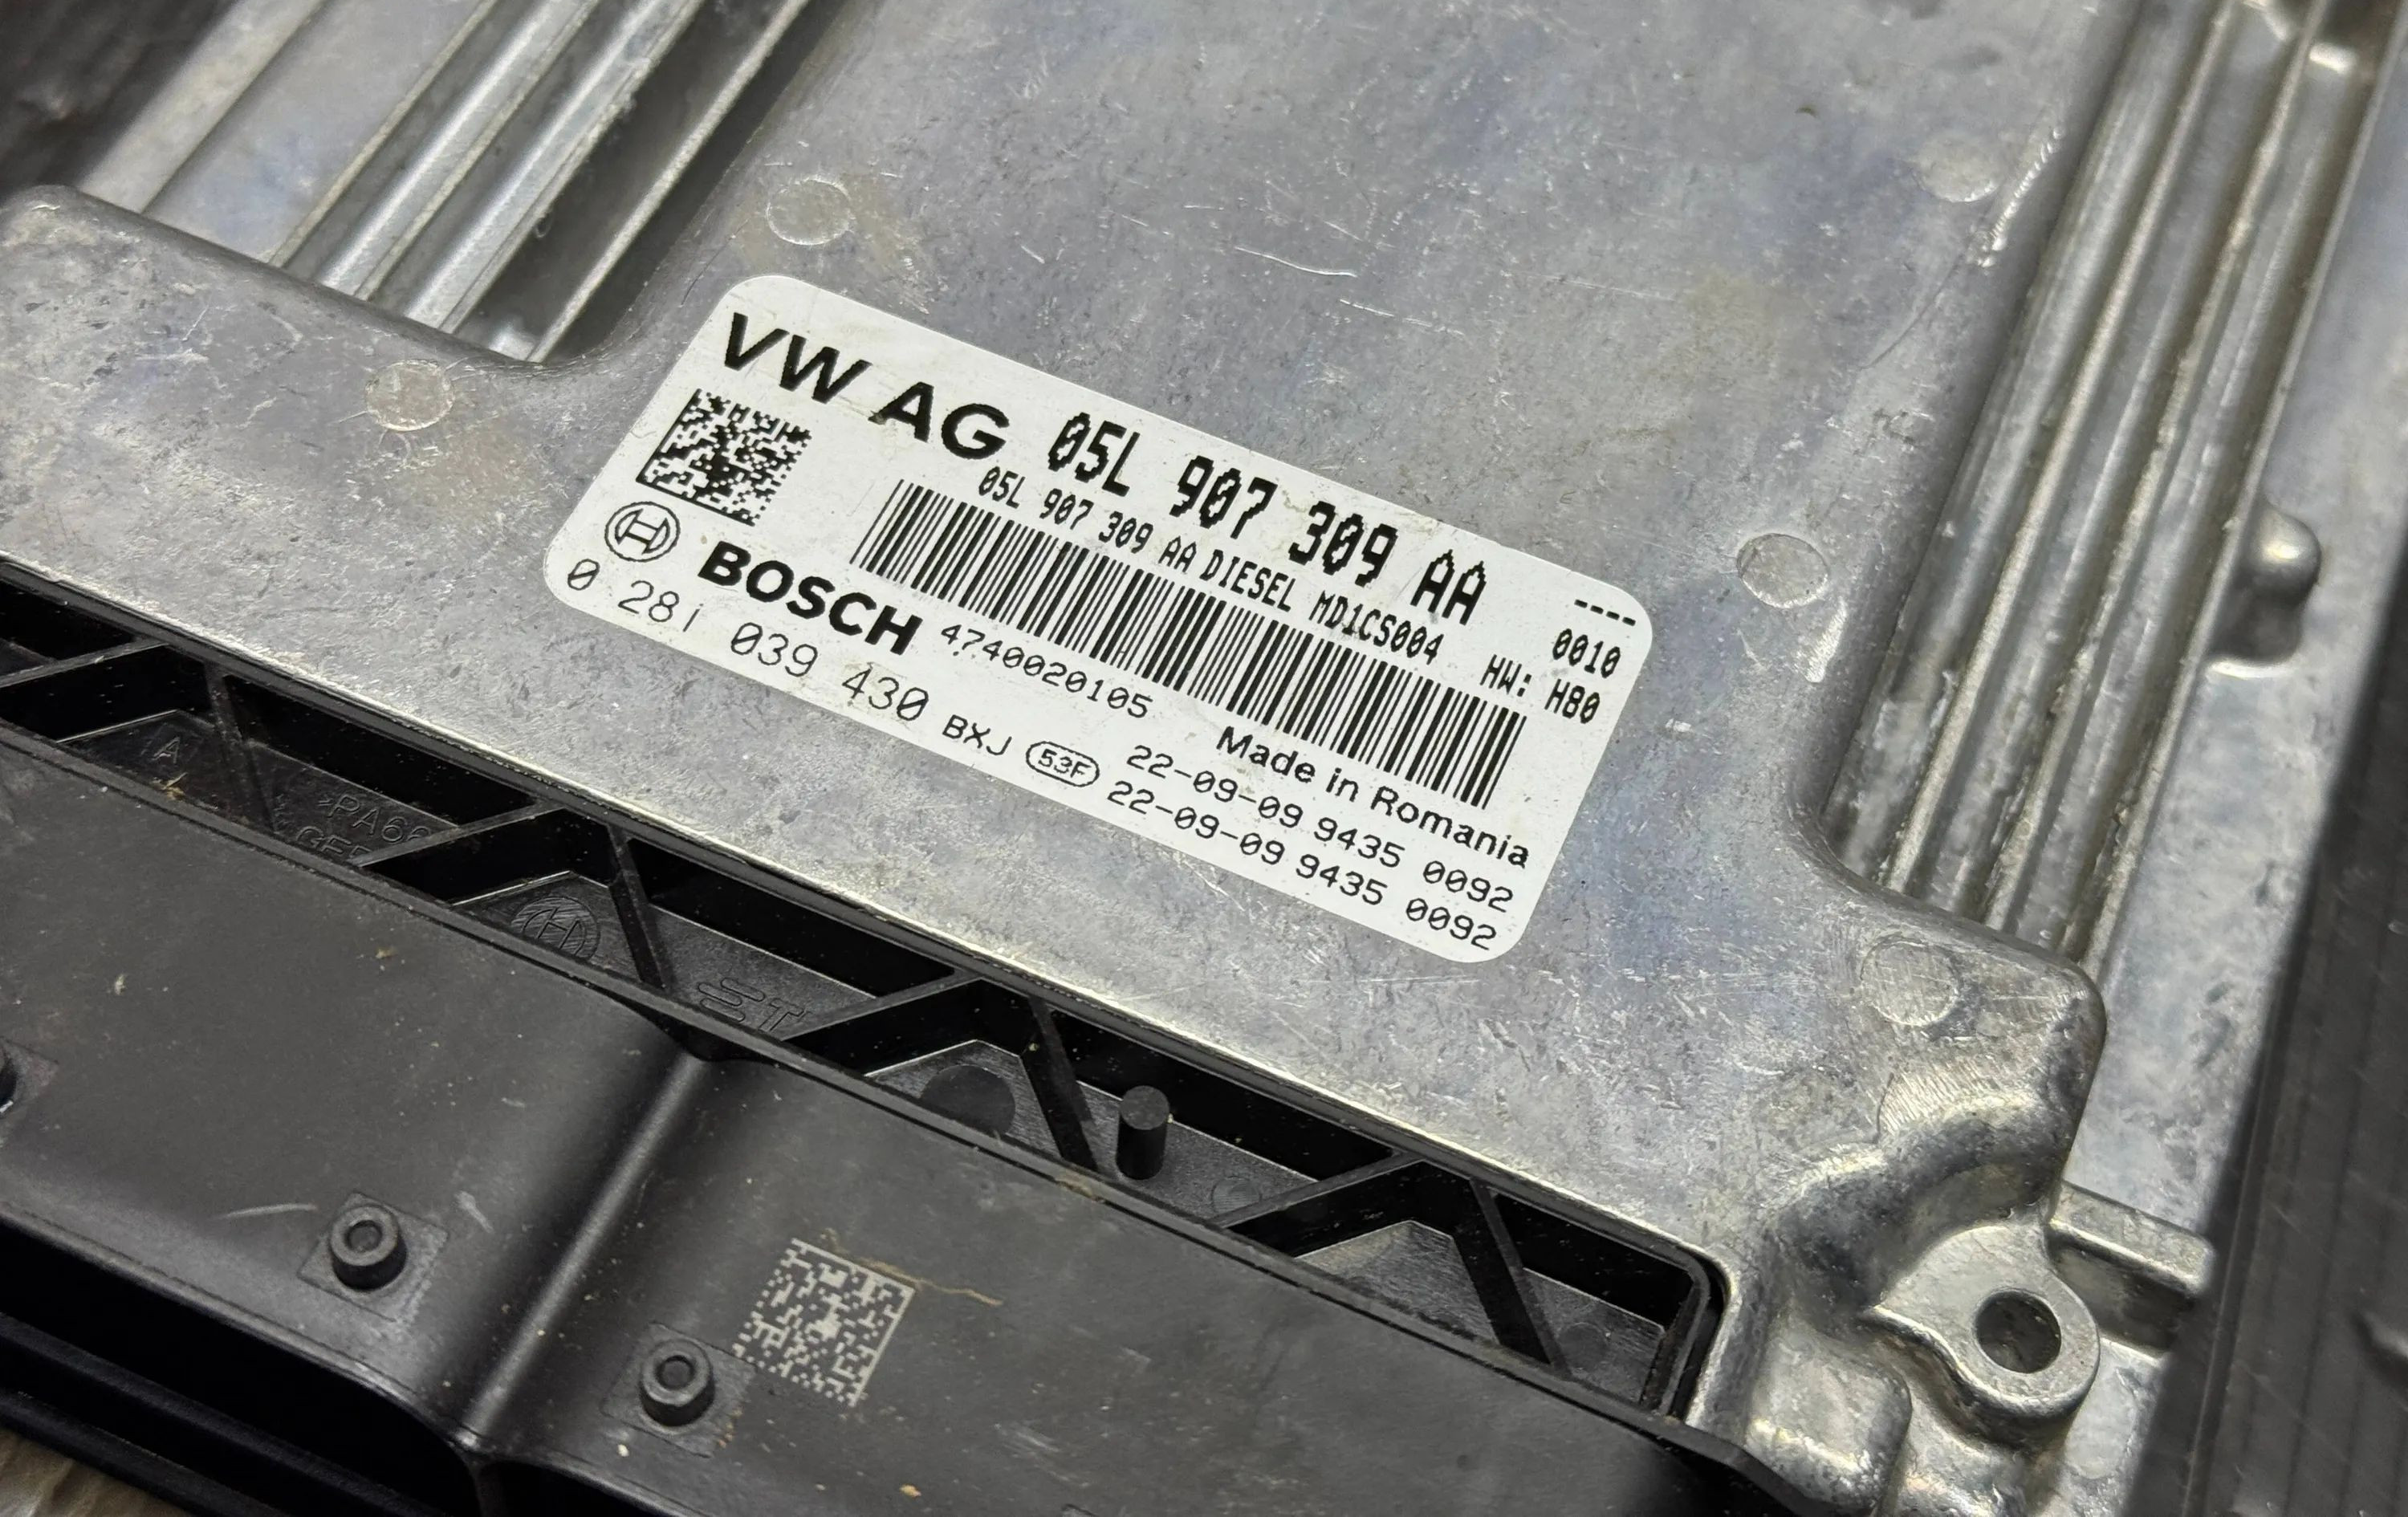 VW AG 05L 907 309 AA ----
05L 907 309 AA DIESEL MD1CS004 0010
HW: H80
BOSCH 4740020105
Made in Romania
0 281 039 430 BXJ 53F 22-09-09 9435 0092
22-09-09 9435 0092
A